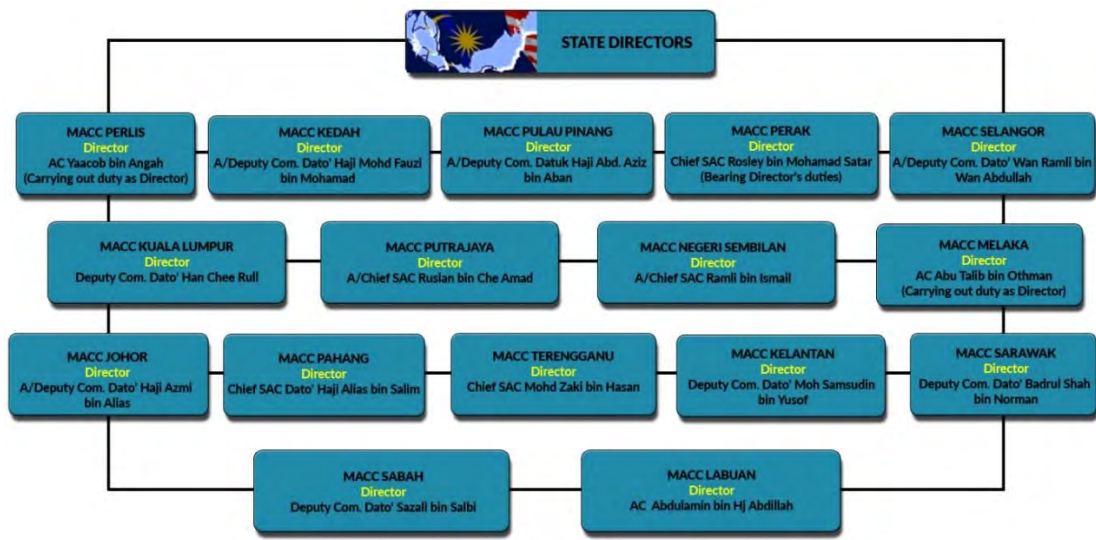 STATE DIRECTORS
MACC PERLIS
Director
AC Yaacob bin Angah
(Carrying out duty as Director)
MACC KEDAH
Director
A/Deputy Com. Dato' Haji Mohd Fauzi
bin Mohamad
MACC PULAU PINANG
Director
A/Deputy Com. Datuk Haji Abd. Aziz
bin Aban
MACC PERAK
Director
Chief SAC Rosley bin Mohamad Satar
(Bearing Director's duties)
MACC SELANGOR
Director
A/Deputy Com. Dato' Wan Ramli bin
Wan Abdullah
MACC KUALA LUMPUR
Director
Deputy Com. Dato' Han Chee Rull
MACC PUTRAJAYA
Director
A/Chief SAC Ruslan bin Che Amad
MACC NEGERI SEMBILAN
Director
A/Chief SAC Ramli bin Ismail
MACC MELAKA
Director
AC Abu Talib bin Othman
(Carrying out duty as Director)
MACC JOHOR
Director
A/Deputy Com. Dato' Haji Azmi
bin Alias
MACC PAHANG
Director
Chief SAC Dato' Haji Alias bin Salim
MACC TERENGGANU
Director
Chief SAC Mohd Zaki bin Hasan
MACC KELANTAN
Director
Deputy Com. Dato' Moh Samsudin
bin Yusof
MACC SARAWAK
Director
Deputy Com. Dato' Badrul Shah
bin Norman
MACC SABAH
Director
Deputy Com. Dato' Sazali bin Salbi
MACC LABUAN
Director
AC Abdulamin bin Hj Abdillah